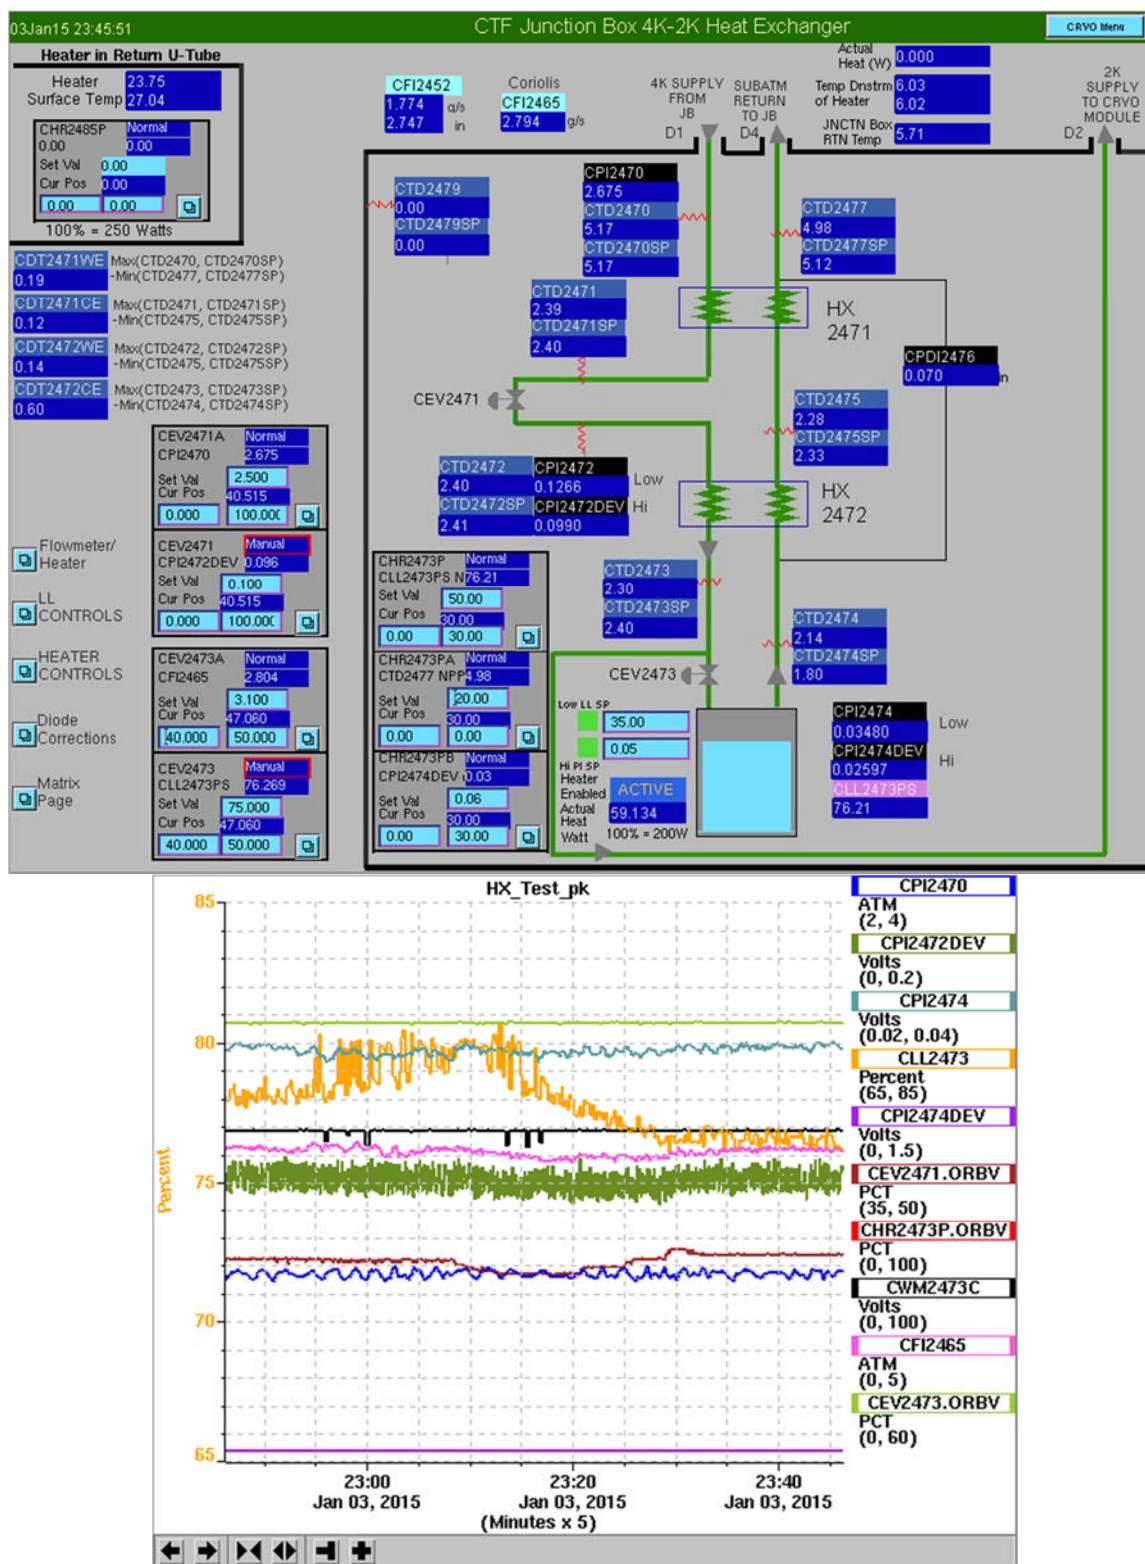 03Jan15 23:45:51
CTF Junction Box 4K-2K Heat Exchanger
CRYO Menu
Heater in Return U-Tube
Heater 23.75
Surface Temp 27.04
CHR2485P Normal
0.00 0.00
Set Val 0.00
Cur Pos 0.00
0.00 0.00
100% = 250 Watts
CFI2452
1.774 g/s
2.747 in
Coriolis
CFI2465
2.794 g/s
4K SUPPLY
FROM
JB
D1
SUBATM
RETURN
TO JB
D4
Actual
Heat (W) 0.000
Temp Dnstrm 6.03
of Heater 6.02
JNCTN Box
RTN Temp 5.71
2K
SUPPLY
TO CRYO
MODULE
D2
CTD2479
0.00
CTD2479SP
0.00
CPI2470
2.675
CTD2470
5.17
CTD2470SP
5.17
CTD2477
4.98
CTD2477SP
5.12
CDT2471WE Max(CTD2470, CTD2470SP)
0.19 -Min(CTD2477, CTD2477SP)
CDT2471CE Max(CTD2471, CTD2471SP)
0.12 -Min(CTD2475, CTD2475SP)
CDT2472WE Max(CTD2472, CTD2472SP)
0.14 -Min(CTD2475, CTD2475SP)
CDT2472CE Max(CTD2473, CTD2473SP)
0.60 -Min(CTD2474, CTD2474SP)
CTD2471
2.39
CTD2471SP
2.40
HX
2471
CPDI2476
0.070 in
CEV2471
CTD2475
2.28
CTD2475SP
2.33
CTD2472
2.40
CTD2472SP
2.41
CPI2472
0.1266 Low
CPI2472DEV Hi
0.0990
HX
2472
CEV2471A Normal
CPI2470 2.675
Set Val 2.500
Cur Pos 40.515
0.000 100.000
CEV2471 Manual
CPI2472DEV 0.096
Set Val 0.100
Cur Pos 40.515
0.000 100.000
CEV2473A Normal
CFI2465 2.804
Set Val 3.100
Cur Pos 47.060
40.000 50.000
CEV2473 Manual
CLL2473PS 76.269
Set Val 75.000
Cur Pos 47.060
40.000 50.000
Flowmeter/
Heater
LL
CONTROLS
HEATER
CONTROLS
Diode
Corrections
Matrix
Page
CHR2473P Normal
CLL2473PS N 76.21
Set Val 50.00
Cur Pos 30.00
0.00 30.00
CHR2473PA Normal
CTD2477 NPP 4.98
Set Val 20.00
Cur Pos 30.00
0.00 0.00
CHR2473PB Normal
CPI2474DEV 0.03
Set Val 0.06
Cur Pos 30.00
0.00 30.00
CTD2473
2.30
CTD2473SP
2.40
CTD2474
2.14
CTD2474SP
1.80
CEV2473
Low LL SP
35.00
0.05
Hi PI SP
Heater
Enabled ACTIVE
Actual
Heat 59.134
Watt 100% = 200W
CPI2474
0.03480 Low
CPI2474DEV Hi
0.02597
CLL2473PS
76.21
HX_Test_pk
85
80
75
70
65
Percent
23:00
Jan 03, 2015
23:20
Jan 03, 2015
23:40
Jan 03, 2015
(Minutes x 5)
CPI2470
ATM
(2, 4)
CPI2472DEV
Volts
(0, 0.2)
CPI2474
Volts
(0.02, 0.04)
CLL2473
Percent
(65, 85)
CPI2474DEV
Volts
(0, 1.5)
CEV2471.ORBV
PCT
(35, 50)
CHR2473P.ORBV
PCT
(0, 100)
CWM2473C
Volts
(0, 100)
CFI2465
ATM
(0, 5)
CEV2473.ORBV
PCT
(0, 60)